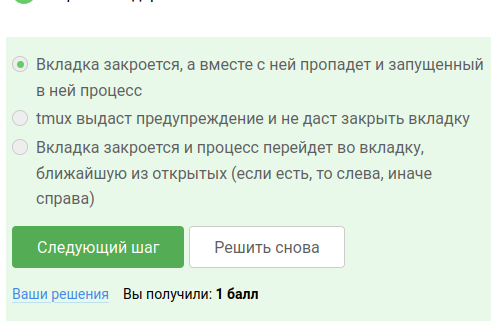 Вкладка закроется, а вместе с ней пропадет и запущенный
в ней процесс
tmux выдаст предупреждение и не даст закрыть вкладку
Вкладка закроется и процесс перейдет во вкладку,
ближайшую из открытых (если есть, то слева, иначе
справа)
Следующий шаг
Решить снова
Ваши решения Вы получили: 1 балл